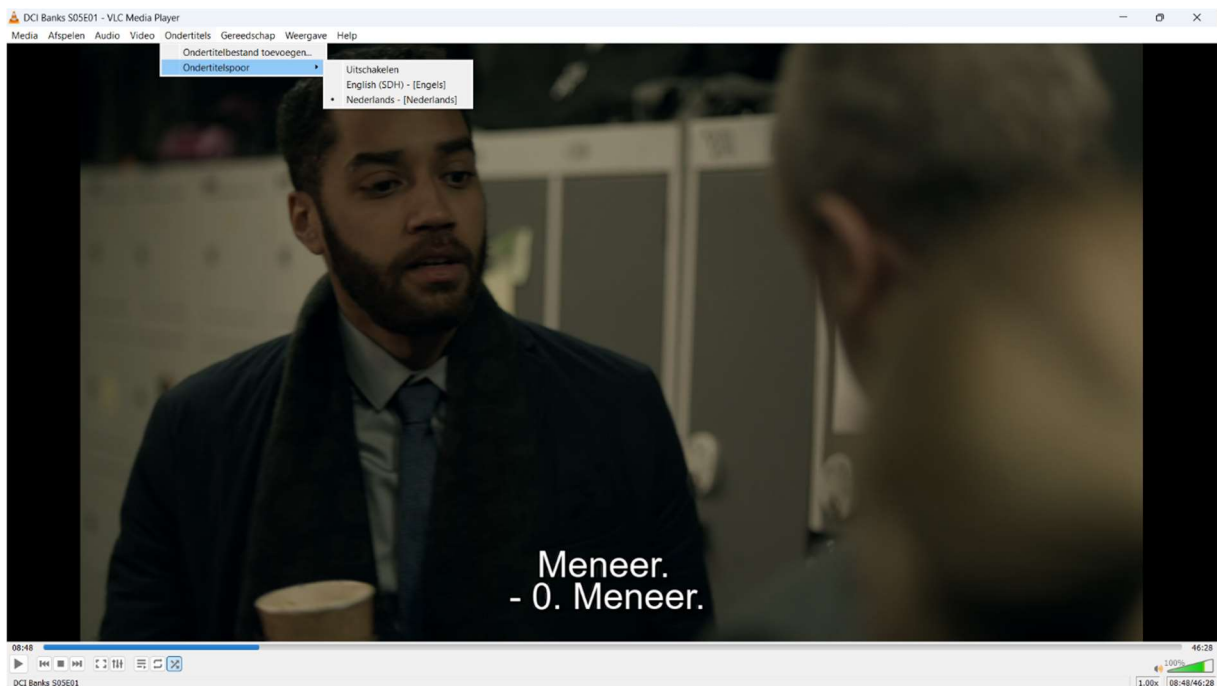 DCI Banks S05E01 - VLC Media Player
Media Afspelen Audio Video Ondertitels Gereedschap Weergave Help
Ondertitelbestand toevoegen...
Ondertitelspoor
Uitschakelen
English (SDH) - [Engels]
Nederlands - [Nederlands]
Meneer.
- 0. Meneer.
08:48 46:28
100%
DCI Banks S05E01 1.00x 08:48/46:28